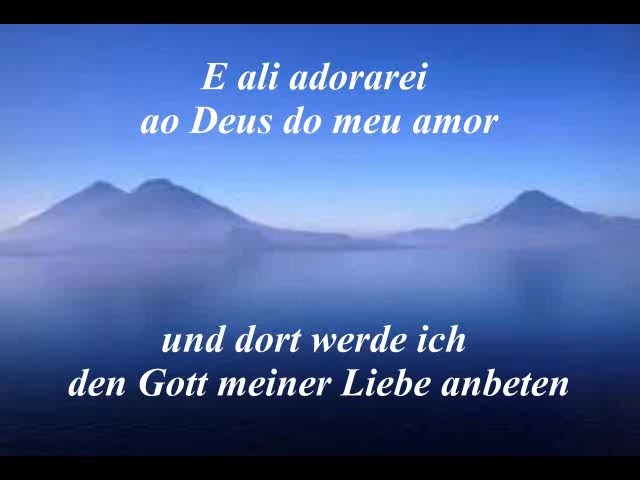 E ali adorarei
ao Deus do meu amor
und dort werde ich
den Gott meiner Liebe anbeten